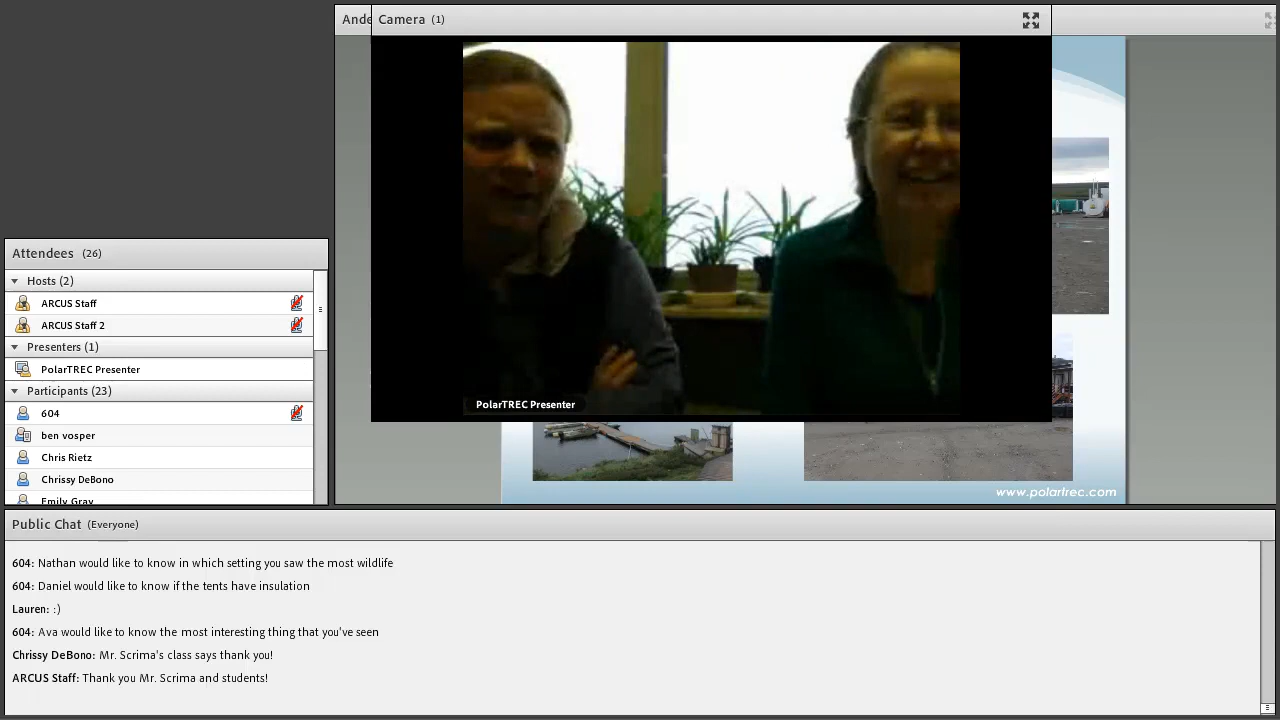 Ande
Camera (1)
PolarTREC Presenter
www.polartrec.com
Attendees (26)
Hosts (2)
ARCUS Staff
ARCUS Staff 2
Presenters (1)
PolarTREC Presenter
Participants (23)
604
ben vosper
Chris Rietz
Chrissy DeBono
Emily Gray
Public Chat (Everyone)
604: Nathan would like to know in which setting you saw the most wildlife
604: Daniel would like to know if the tents have insulation
Lauren: :)
604: Ava would like to know the most interesting thing that you've seen
Chrissy DeBono: Mr. Scrima's class says thank you!
ARCUS Staff: Thank you Mr. Scrima and students!